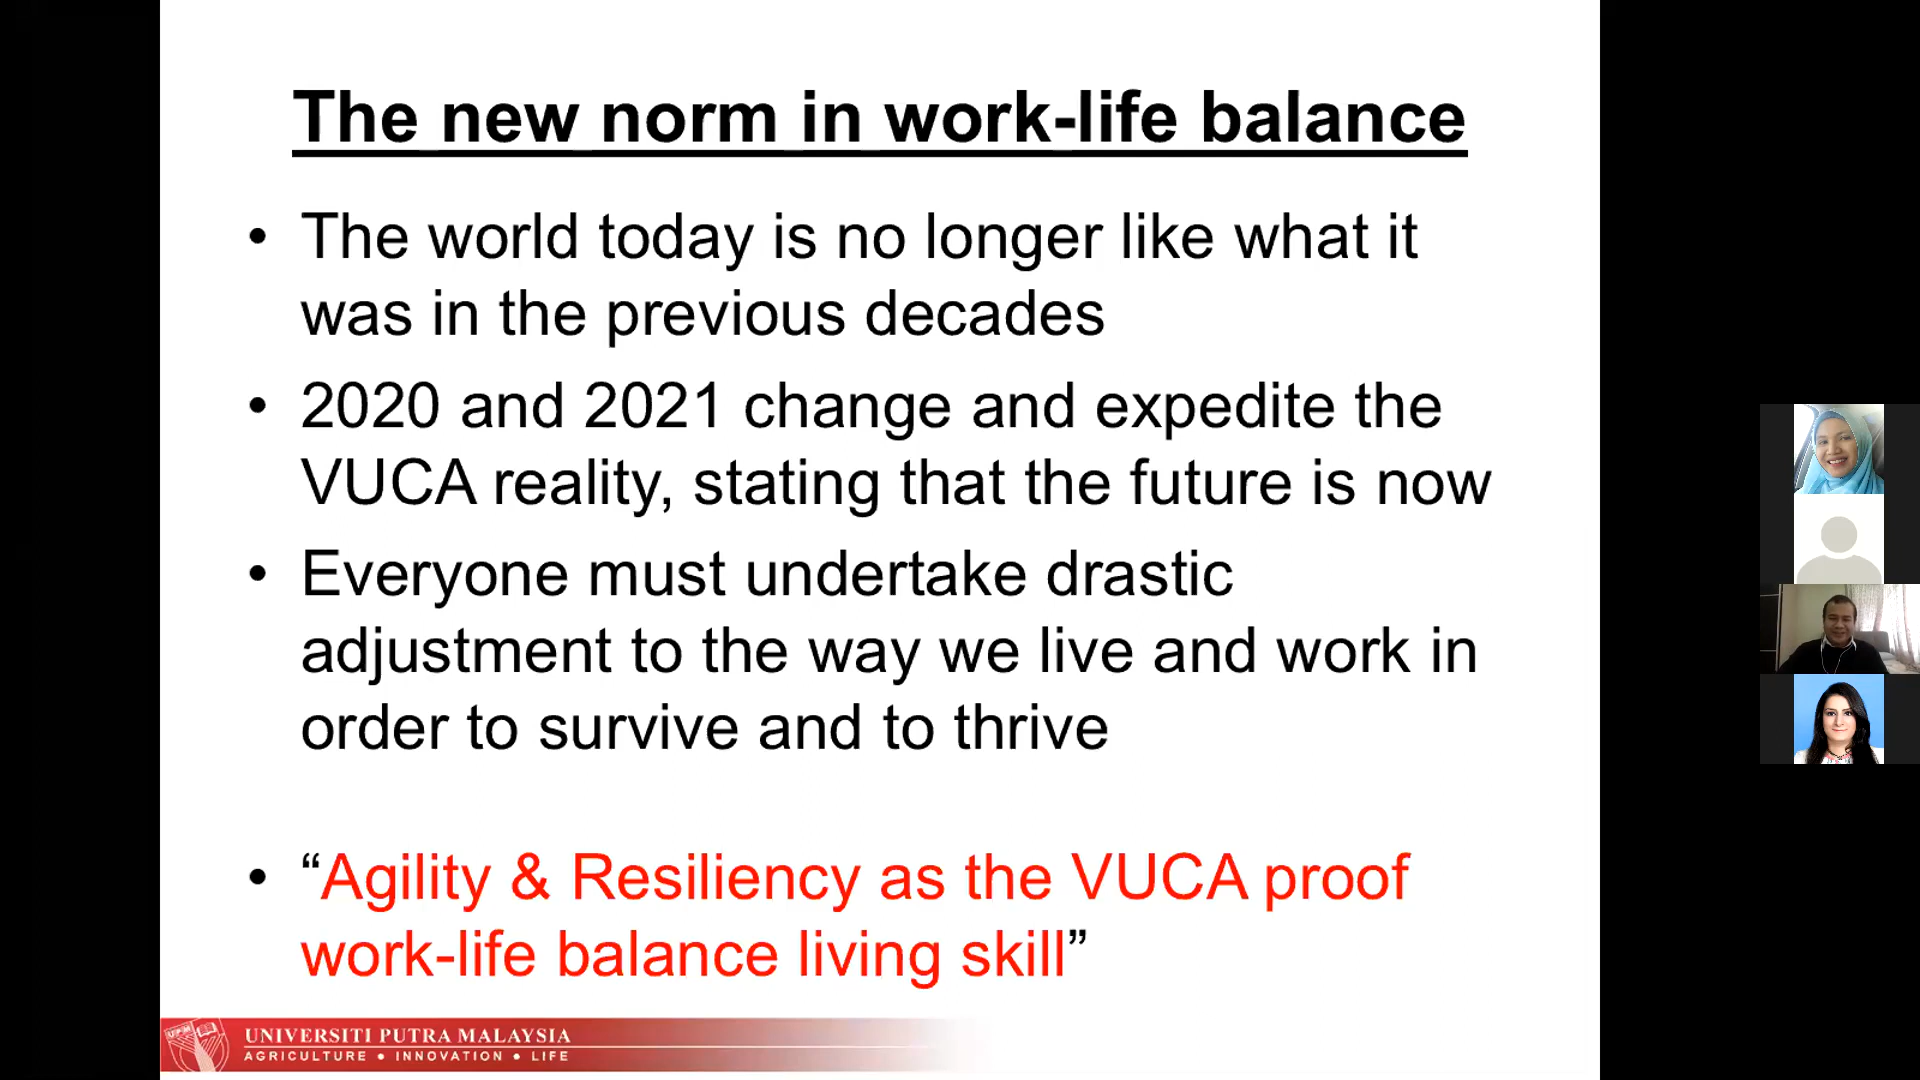 The new norm in work-life balance
• The world today is no longer like what it
was in the previous decades
• 2020 and 2021 change and expedite the
VUCA reality, stating that the future is now
• Everyone must undertake drastic
adjustment to the way we live and work in
order to survive and to thrive
• “Agility & Resiliency as the VUCA proof
work-life balance living skill”
UPM
UNIVERSITI PUTRA MALAYSIA
AGRICULTURE • INNOVATION • LIFE